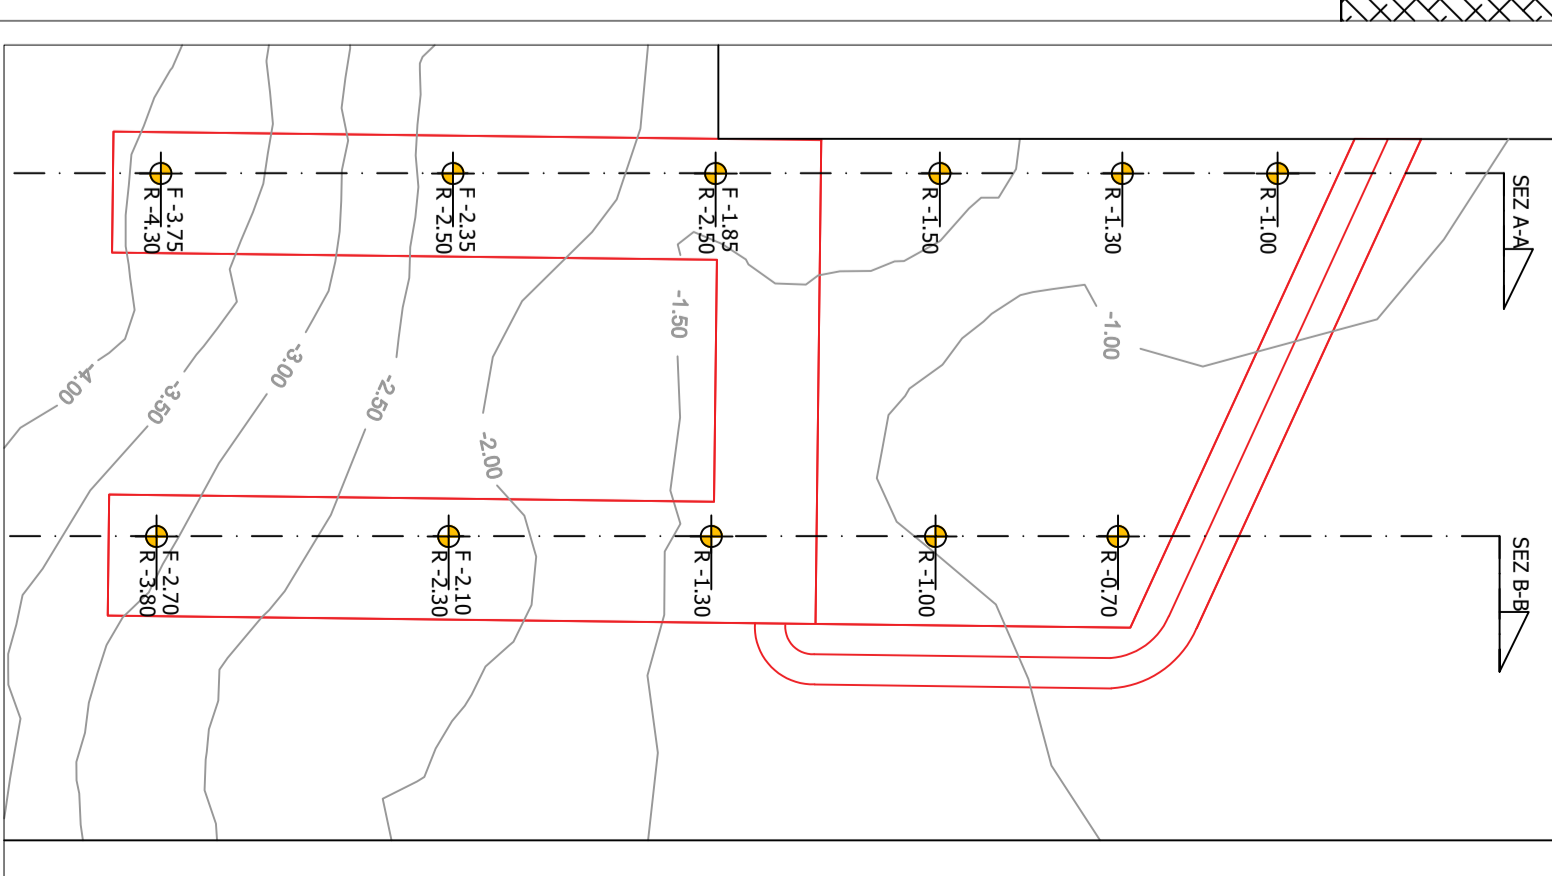 F -3.75
R -4.30
F -2.35
R -2.50
F -1.85
R -2.50
R -1.50
R -1.30
R -1.00
SEZ A-A
-1.50
-1.00
-4.00
-3.50
-3.00
-2.50
-2.00
F -2.70
R -3.80
F -2.10
R -2.30
R -1.30
R -1.00
R -0.70
SEZ B-B